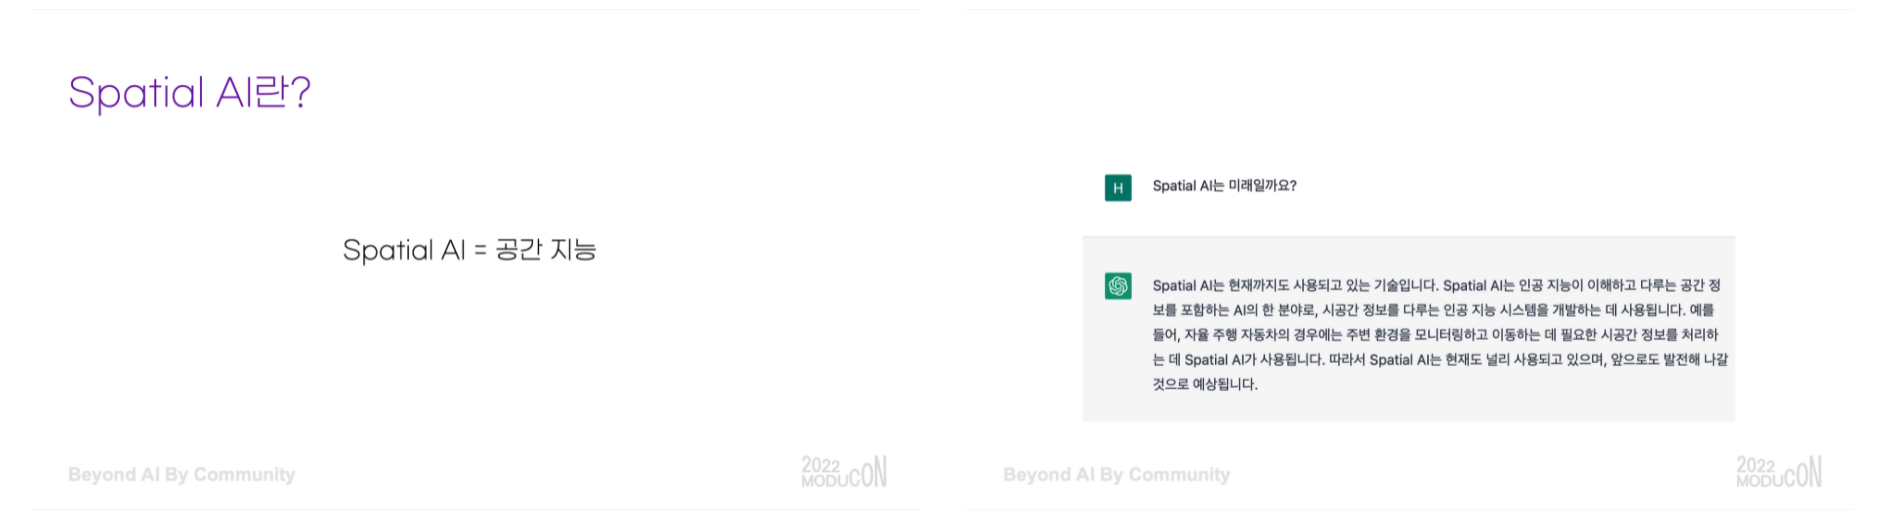 Spatial AI란?
Spatial AI = 공간 지능
Beyond AI By Community
2022
MODUCON
H
Spatial AI는 미래일까요?
Spatial AI는 현재까지도 사용되고 있는 기술입니다. Spatial AI는 인공 지능이 이해하고 다루는 공간 정
보를 포함하는 AI의 한 분야로, 시공간 정보를 다루는 인공 지능 시스템을 개발하는 데 사용됩니다. 예를
들어, 자율 주행 자동차의 경우에는 주변 환경을 모니터링하고 이동하는 데 필요한 시공간 정보를 처리하
는 데 Spatial AI가 사용됩니다. 따라서 Spatial AI는 현재도 널리 사용되고 있으며, 앞으로도 발전해 나갈
것으로 예상됩니다.
Beyond AI By Community
2022
MODUCON